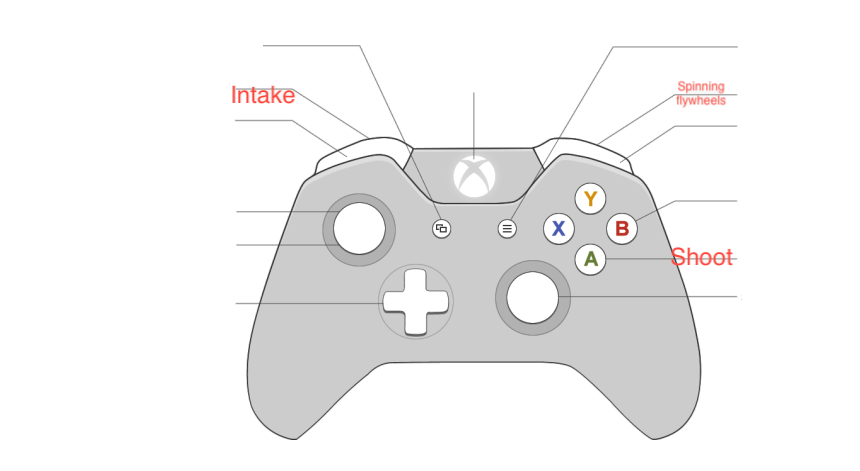 Intake
Spinning
flywheels
Y
X
B
A
Shoot